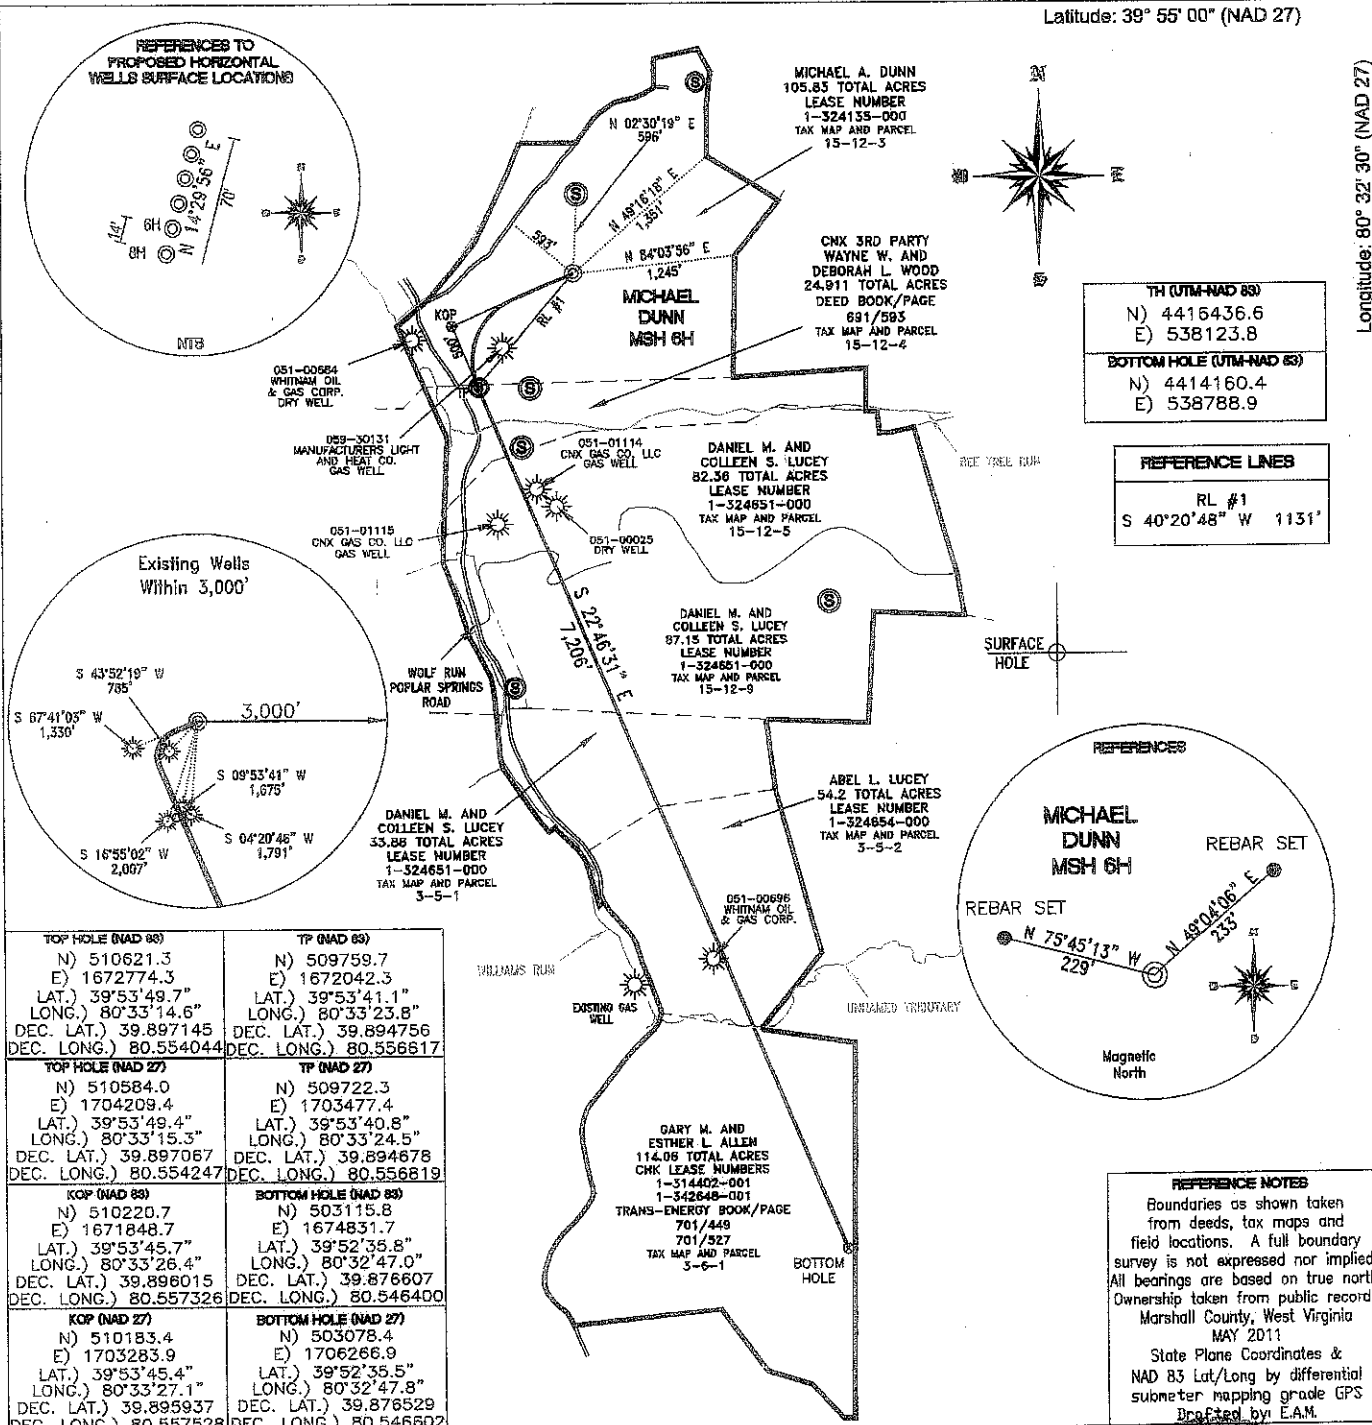 Latitude: 39° 55' 00" (NAD 27)
Longitude: 80° 32' 30" (NAD 27)
REFERENCES TO
PROPOSED HORIZONTAL
WELLS SURFACE LOCATIONS
N 14°29'56" E
70'
14'
6H
8H
N 02°30'19" E
596'
N 49°16'18" E
1,351'
593'
N 84°03'56" E
1,245'
MICHAEL
DUNN
MSH 6H
KOP
500'
RL #1
TP
MICHAEL A. DUNN
105.83 TOTAL ACRES
LEASE NUMBER
1-324135-000
TAX MAP AND PARCEL
15-12-3
CNX 3RD PARTY
WAYNE W. AND
DEBORAH L. WOOD
24.911 TOTAL ACRES
DEED BOOK/PAGE
691/593
TAX MAP AND PARCEL
15-12-4
N
E
S
TH (UTM-NAD 83)
N) 4416436.6
E) 538123.8
BOTTOM HOLE (UTM-NAD 83)
N) 4414160.4
E) 538788.9
REFERENCE LINES
RL #1
S 40°20'48" W 1131'
051-00684
WHITNAM OIL
& GAS CORP.
DRY WELL
059-30131
MANUFACTURERS LIGHT
AND HEAT CO.
GAS WELL
051-01114
CNX GAS CO. LLC
GAS WELL
051-01115
CNX GAS CO. LLC
GAS WELL
051-00025
DRY WELL
DANIEL M. AND
COLLEEN S. LUCEY
82.36 TOTAL ACRES
LEASE NUMBER
1-324651-000
TAX MAP AND PARCEL
15-12-5
BEE TREE RUN
S
S
S
S
S
S
S
Existing Wells
Within 3,000'
S 43°52'19" W
785'
S 67°41'03" W
1,330'
3,000'
S 09°53'41" W
1,675'
S 04°20'46" W
1,791'
S 16°55'02" W
2,007'
S 22°46'31" E
7,206'
WOLF RUN
POPLAR SPRINGS
ROAD
DANIEL M. AND
COLLEEN S. LUCEY
87.15 TOTAL ACRES
LEASE NUMBER
1-324651-000
TAX MAP AND PARCEL
15-12-9
SURFACE
HOLE
DANIEL M. AND
COLLEEN S. LUCEY
33.88 TOTAL ACRES
LEASE NUMBER
1-324651-000
TAX MAP AND PARCEL
3-5-1
ABEL L. LUCEY
54.2 TOTAL ACRES
LEASE NUMBER
1-324654-000
TAX MAP AND PARCEL
3-5-2
REFERENCES
MICHAEL
DUNN
MSH 6H
REBAR SET
REBAR SET
N 75°45'13" W
229'
N 49°04'06" E
233'
Magnetic
North
051-00696
WHITNAM OIL
& GAS CORP.
WILLIAMS RUN
EXISTING GAS
WELL
UNNAMED TRIBUTARY
GARY M. AND
ESTHER L. ALLEN
114.06 TOTAL ACRES
CHK LEASE NUMBERS
1-314402-001
1-342648-001
TRANS-ENERGY BOOK/PAGE
701/449
701/527
TAX MAP AND PARCEL
3-6-1
BOTTOM
HOLE
TOP HOLE (NAD 83)
N) 510621.3
E) 1672774.3
LAT.) 39°53'49.7"
LONG.) 80°33'14.6"
DEC. LAT.) 39.897145
DEC. LONG.) 80.554044
TP (NAD 83)
N) 509759.7
E) 1672042.3
LAT.) 39°53'41.1"
LONG.) 80°33'23.8"
DEC. LAT.) 39.894756
DEC. LONG.) 80.556617
TOP HOLE (NAD 27)
N) 510584.0
E) 1704209.4
LAT.) 39°53'49.4"
LONG.) 80°33'15.3"
DEC. LAT.) 39.897067
DEC. LONG.) 80.554247
TP (NAD 27)
N) 509722.3
E) 1703477.4
LAT.) 39°53'40.8"
LONG.) 80°33'24.5"
DEC. LAT.) 39.894678
DEC. LONG.) 80.556819
KOP (NAD 83)
N) 510220.7
E) 1671848.7
LAT.) 39°53'45.7"
LONG.) 80°33'26.4"
DEC. LAT.) 39.896015
DEC. LONG.) 80.557326
BOTTOM HOLE (NAD 83)
N) 503115.8
E) 1674831.7
LAT.) 39°52'35.8"
LONG.) 80°32'47.0"
DEC. LAT.) 39.876607
DEC. LONG.) 80.546400
KOP (NAD 27)
N) 510183.4
E) 1703283.9
LAT.) 39°53'45.4"
LONG.) 80°33'27.1"
DEC. LAT.) 39.895937
DEC. LONG.) 80.557528
BOTTOM HOLE (NAD 27)
N) 503078.4
E) 1706266.9
LAT.) 39°52'35.5"
LONG.) 80°32'47.8"
DEC. LAT.) 39.876529
DEC. LONG.) 80.546602
REFERENCE NOTES
Boundaries as shown taken
from deeds, tax maps and
field locations. A full boundary
survey is not expressed nor implied
All bearings are based on true north
Ownership taken from public record
Marshall County, West Virginia
MAY 2011
State Plane Coordinates &
NAD 83 Lat/Long by differential
submeter mapping grade GPS
Drafted by: E.A.M.